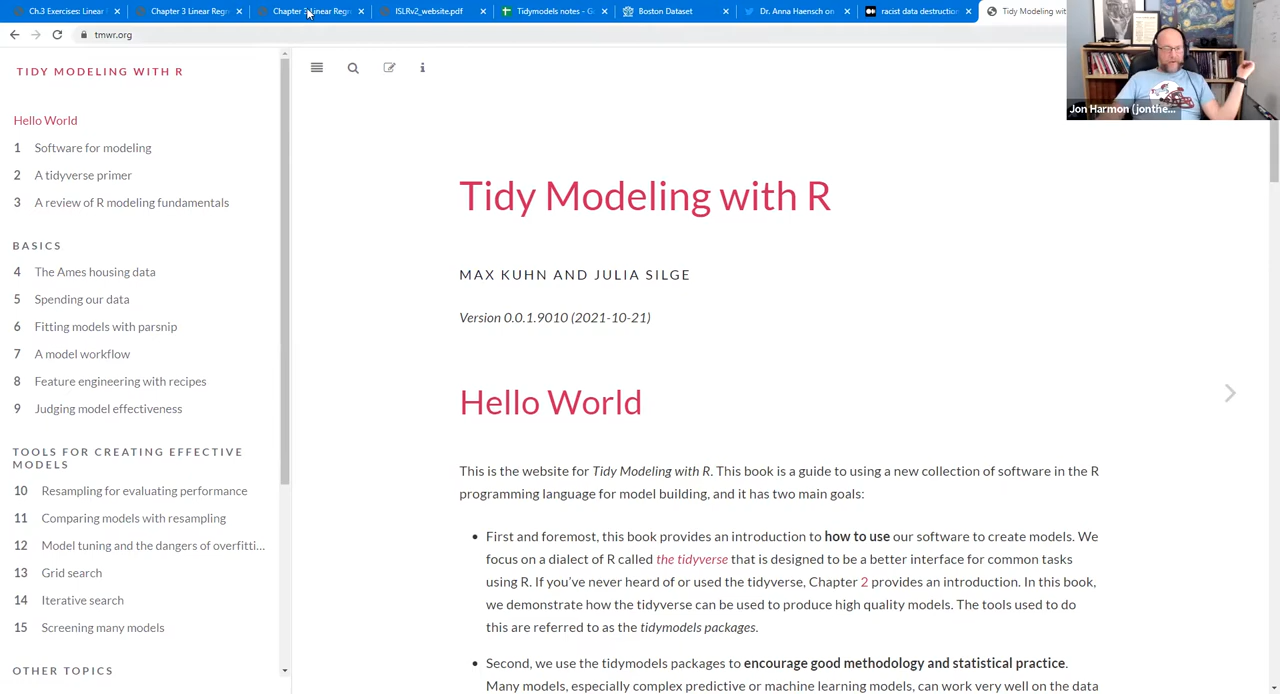 Ch.3 Exercises: Linear
Chapter 3 Linear Regr
Chapter 3 Linear Regr
ISLRv2_website.pdf
Tidymodels notes - G
Boston Dataset
Dr. Anna Haensch on
racist data destruction
Tidy Modeling wit
tmwr.org
TIDY MODELING WITH R
Hello World
1 Software for modeling
2 A tidyverse primer
3 A review of R modeling fundamentals
BASICS
4 The Ames housing data
5 Spending our data
6 Fitting models with parsnip
7 A model workflow
8 Feature engineering with recipes
9 Judging model effectiveness
TOOLS FOR CREATING EFFECTIVE
MODELS
10 Resampling for evaluating performance
11 Comparing models with resampling
12 Model tuning and the dangers of overfitti...
13 Grid search
14 Iterative search
15 Screening many models
OTHER TOPICS
Tidy Modeling with R
MAX KUHN AND JULIA SILGE
Version 0.0.1.9010 (2021-10-21)
Hello World
This is the website for Tidy Modeling with R. This book is a guide to using a new collection of software in the R
programming language for model building, and it has two main goals:
• First and foremost, this book provides an introduction to how to use our software to create models. We
focus on a dialect of R called the tidyverse that is designed to be a better interface for common tasks
using R. If you've never heard of or used the tidyverse, Chapter 2 provides an introduction. In this book,
we demonstrate how the tidyverse can be used to produce high quality models. The tools used to do
this are referred to as the tidymodels packages.
• Second, we use the tidymodels packages to encourage good methodology and statistical practice.
Many models, especially complex predictive or machine learning models, can work very well on the data
Jon Harmon (jonthe...